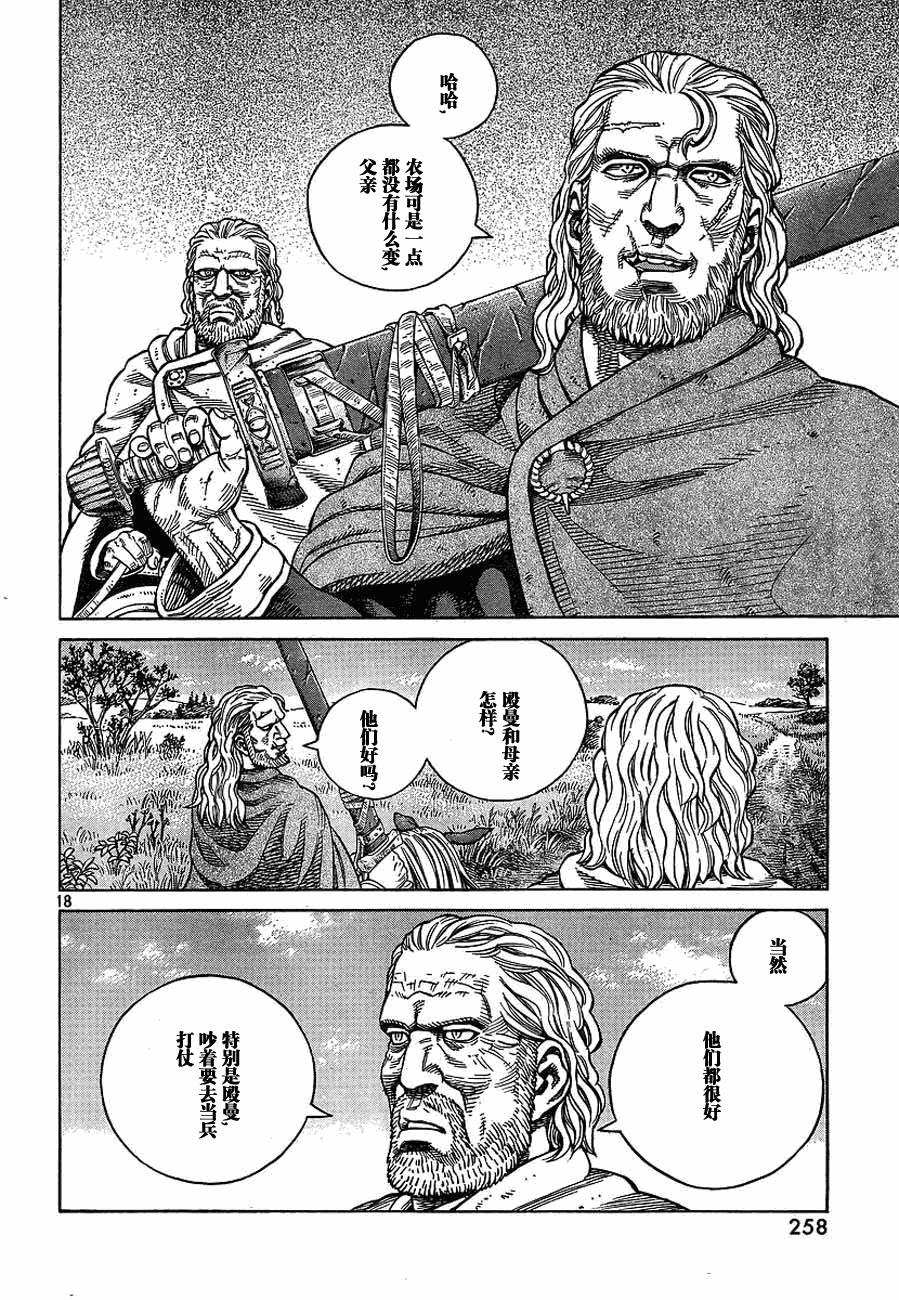 哈哈,
农场可是一点
都没有什么变,
父亲
殴曼和母亲
怎样?
他们好吗?
18
当然
他们都很好
特别是殴曼,
吵着要去当兵
打仗
258